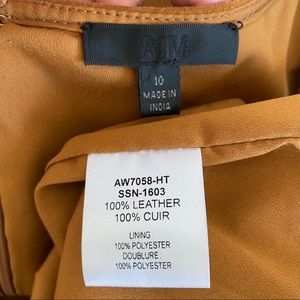 10
MADE IN
INDIA
AW7058-HT
SSN-1603
100% LEATHER
100% CUIR
LINING
100% POLYESTER
DOUBLURE :
100% POLYESTER